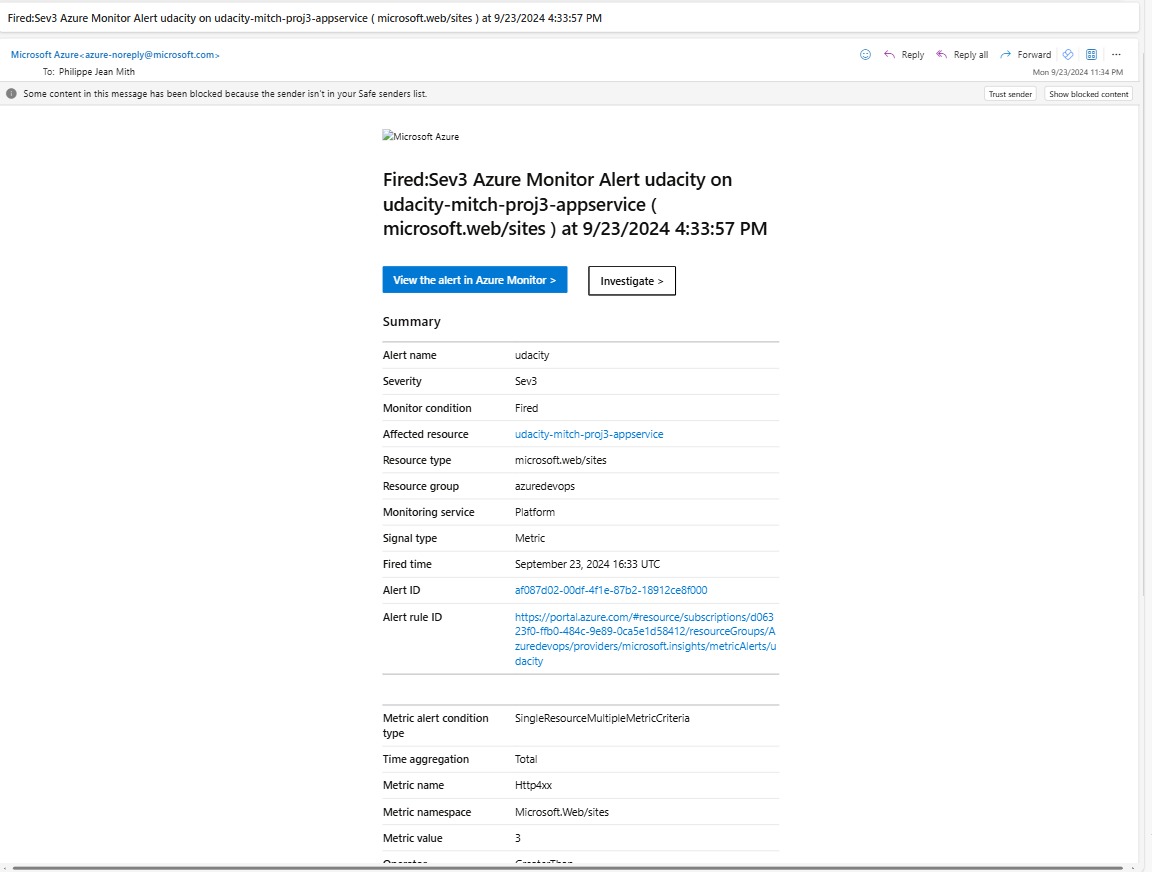 Fired:Sev3 Azure Monitor Alert udacity on udacity-mitch-proj3-appservice ( microsoft.web/sites ) at 9/23/2024 4:33:57 PM
Microsoft Azure<azure-noreply@microsoft.com>
Reply
Reply all
Forward
To: Philippe Jean Mith
Mon 9/23/2024 11:34 PM
Some content in this message has been blocked because the sender isn't in your Safe senders list.
Trust sender
Show blocked content
Microsoft Azure
Fired:Sev3 Azure Monitor Alert udacity on
udacity-mitch-proj3-appservice (
microsoft.web/sites ) at 9/23/2024 4:33:57 PM
View the alert in Azure Monitor >
Investigate >
Summary
Alert name udacity
Severity Sev3
Monitor condition Fired
Affected resource udacity-mitch-proj3-appservice
Resource type microsoft.web/sites
Resource group azuredevops
Monitoring service Platform
Signal type Metric
Fired time September 23, 2024 16:33 UTC
Alert ID af087d02-00df-4f1e-87b2-18912ce8f000
Alert rule ID https://portal.azure.com/#resource/subscriptions/d063
23f0-ffb0-484c-9e89-0ca5e1d58412/resourceGroups/A
zuredevops/providers/microsoft.insights/metricAlerts/u
dacity
Metric alert condition SingleResourceMultipleMetricCriteria
type
Time aggregation Total
Metric name Http4xx
Metric namespace Microsoft.Web/sites
Metric value 3
Operator GreaterThan